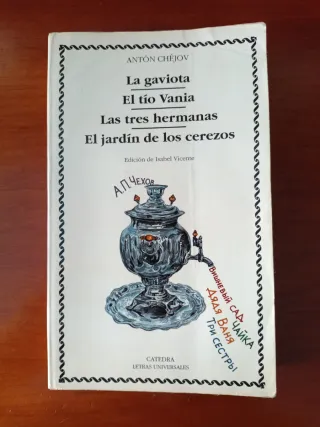 ANTÓN CHÉJOV
La gaviota
El tío Vania
Las tres hermanas
El jardín de los cerezos
Edición de Isabel Vicente
А.П.ЧЕХОВ
ВИШНЕВЫЙ САД
ЧАЙКА
ДЯДЯ ВАНЯ
ТРИ СЕСТРЫ
CATEDRA
LETRAS UNIVERSALES